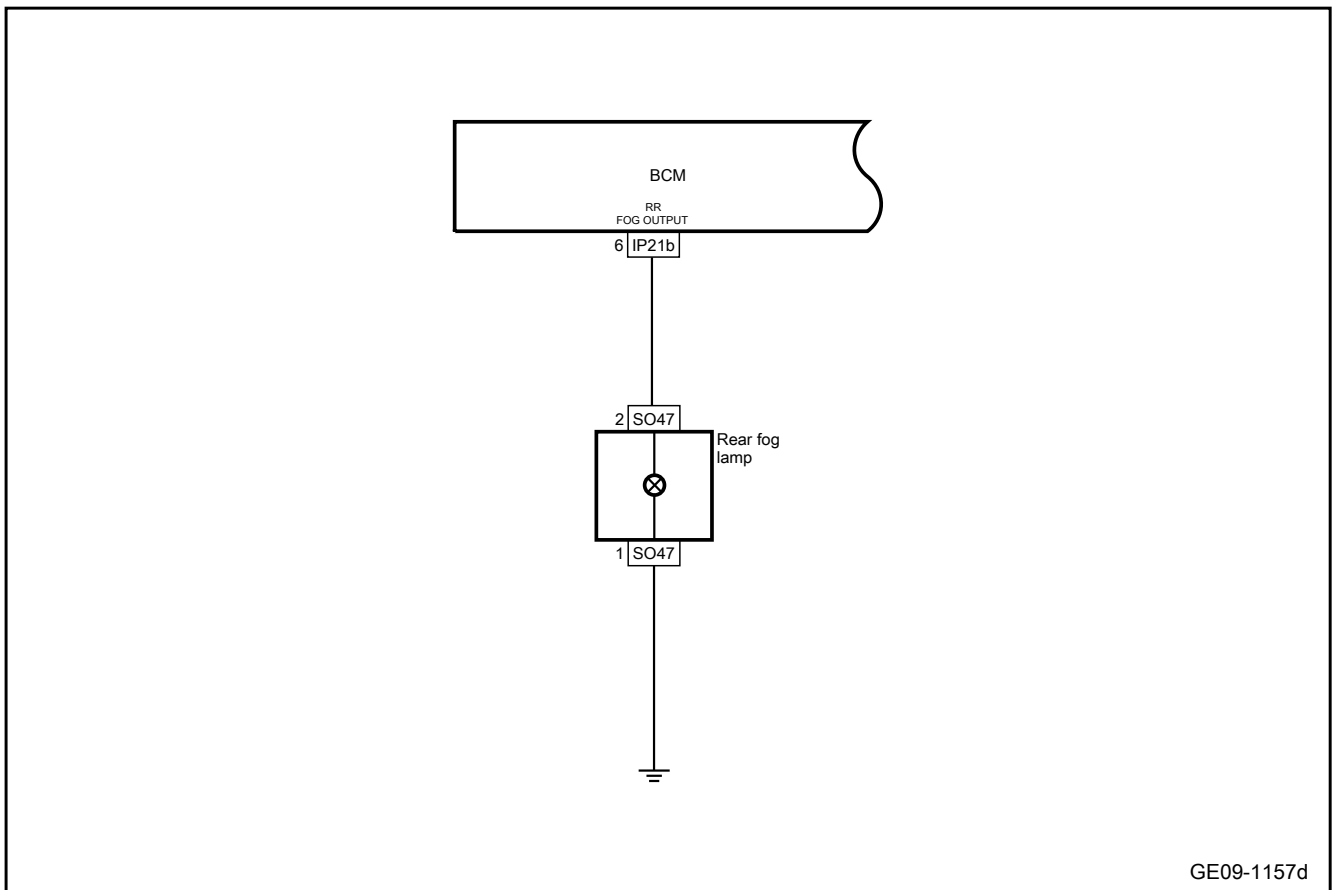 BCM
RR
FOG OUTPUT
6 IP21b
2 SO47
Rear fog
lamp
1 SO47
GE09-1157d